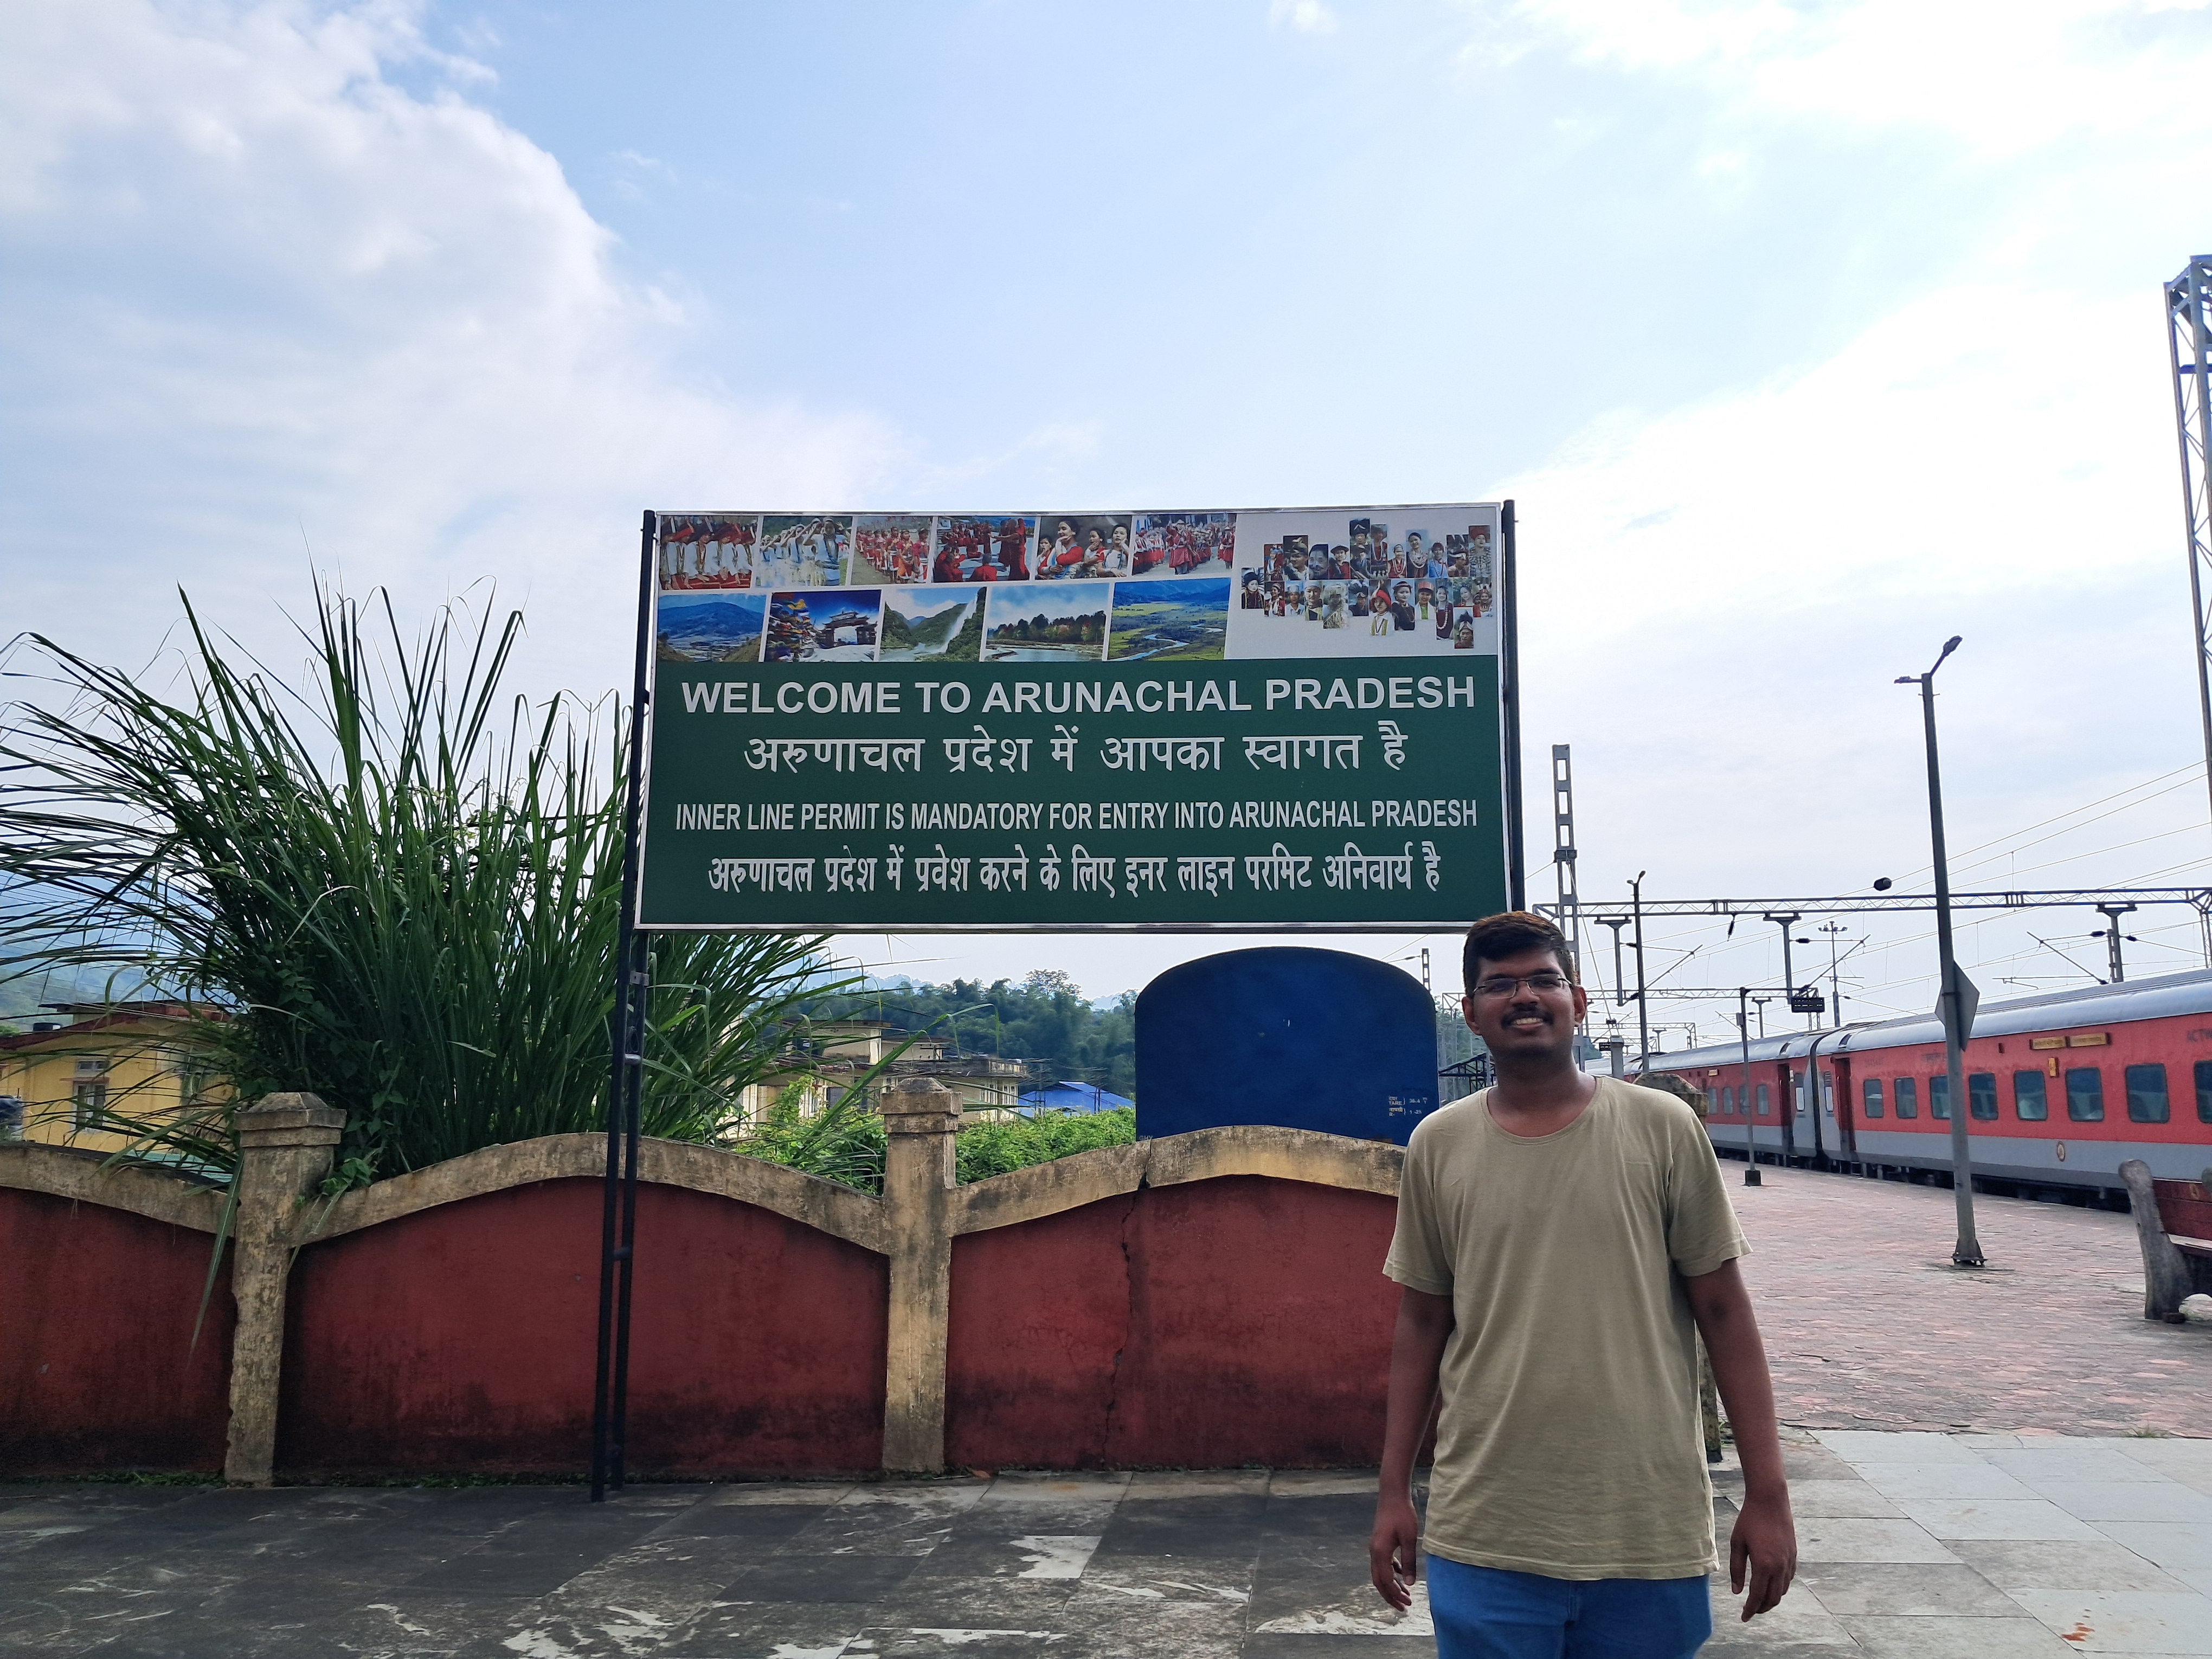 WELCOME TO ARUNACHAL PRADESH
अरुणाचल प्रदेश में आपका स्वागत है
INNER LINE PERMIT IS MANDATORY FOR ENTRY INTO ARUNACHAL PRADESH
अरुणाचल प्रदेश में प्रवेश करने के लिए इनर लाइन परमिट अनिवार्य है